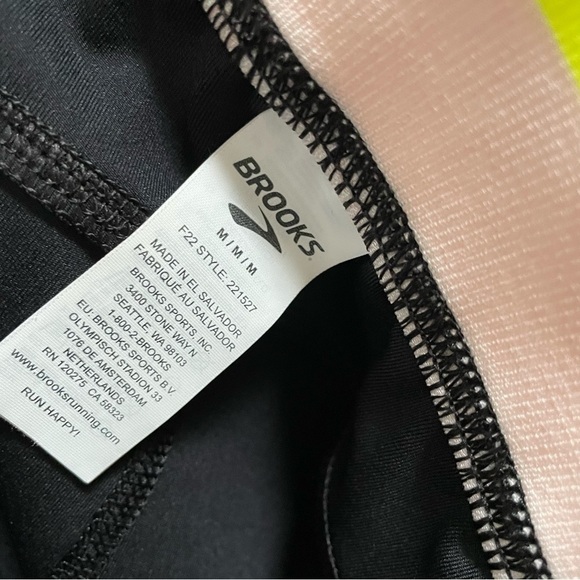 BROOKS
M / M / M
F22 STYLE: 221527
MADE IN EL SALVADOR
FABRIQUÉ AU SALVADOR
BROOKS SPORTS, INC
3400 STONE WAY N
SEATTLE, WA 98103
1-800-2-BROOKS
EU: BROOKS SPORTS B.V.
OLYMPISCH STADION 33
1076 DE AMSTERDAM
NETHERLANDS
RN 120275 CA 58323
www.brooksrunning.com
RUN HAPPY!